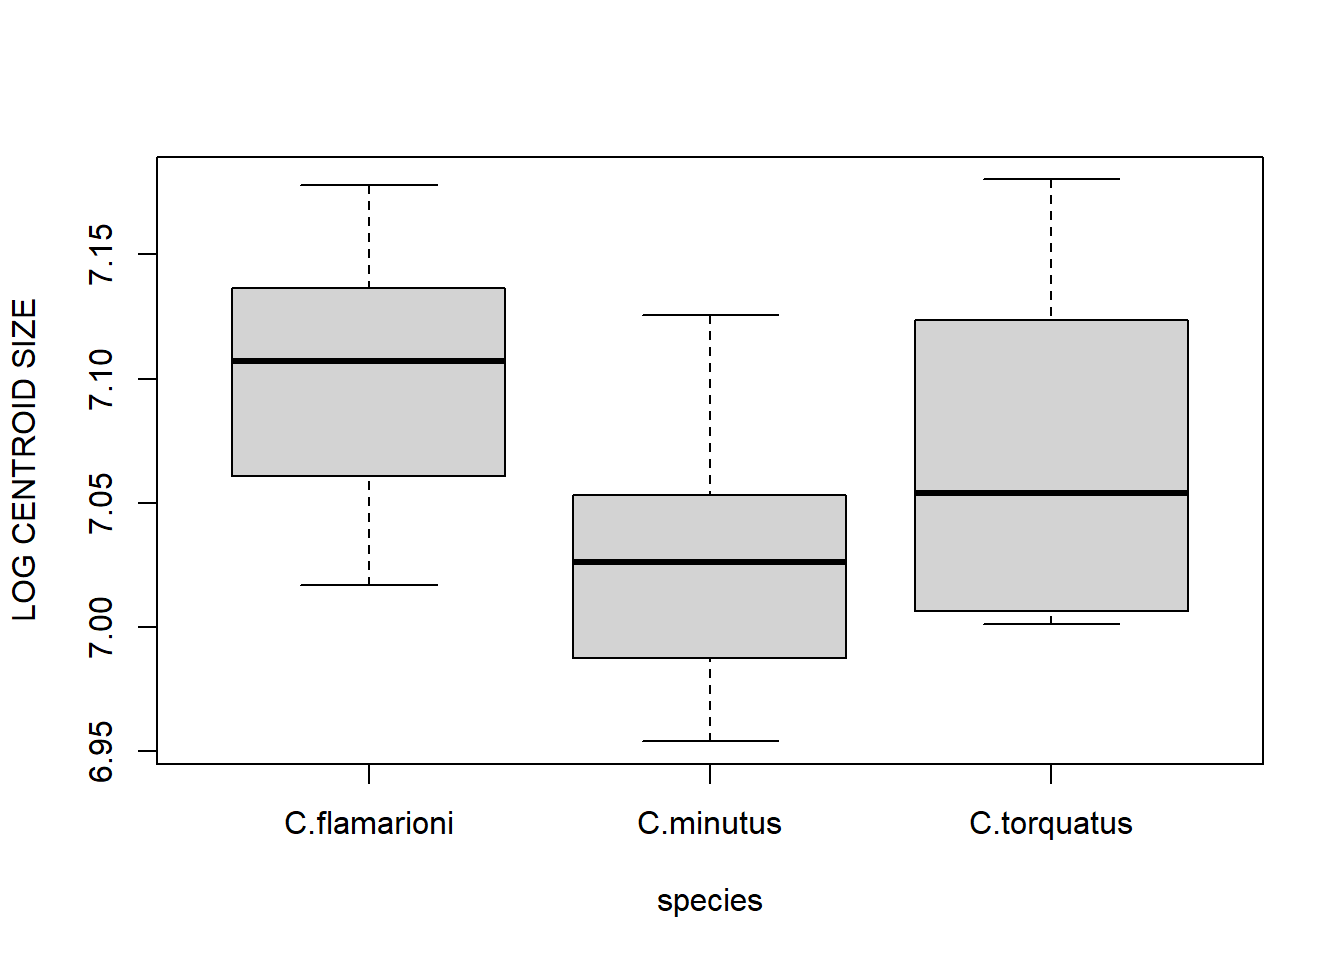 LOG CENTROID SIZE
7.15
7.10
7.05
7.00
6.95
C.flamarioni C.minutus C.torquatus
species